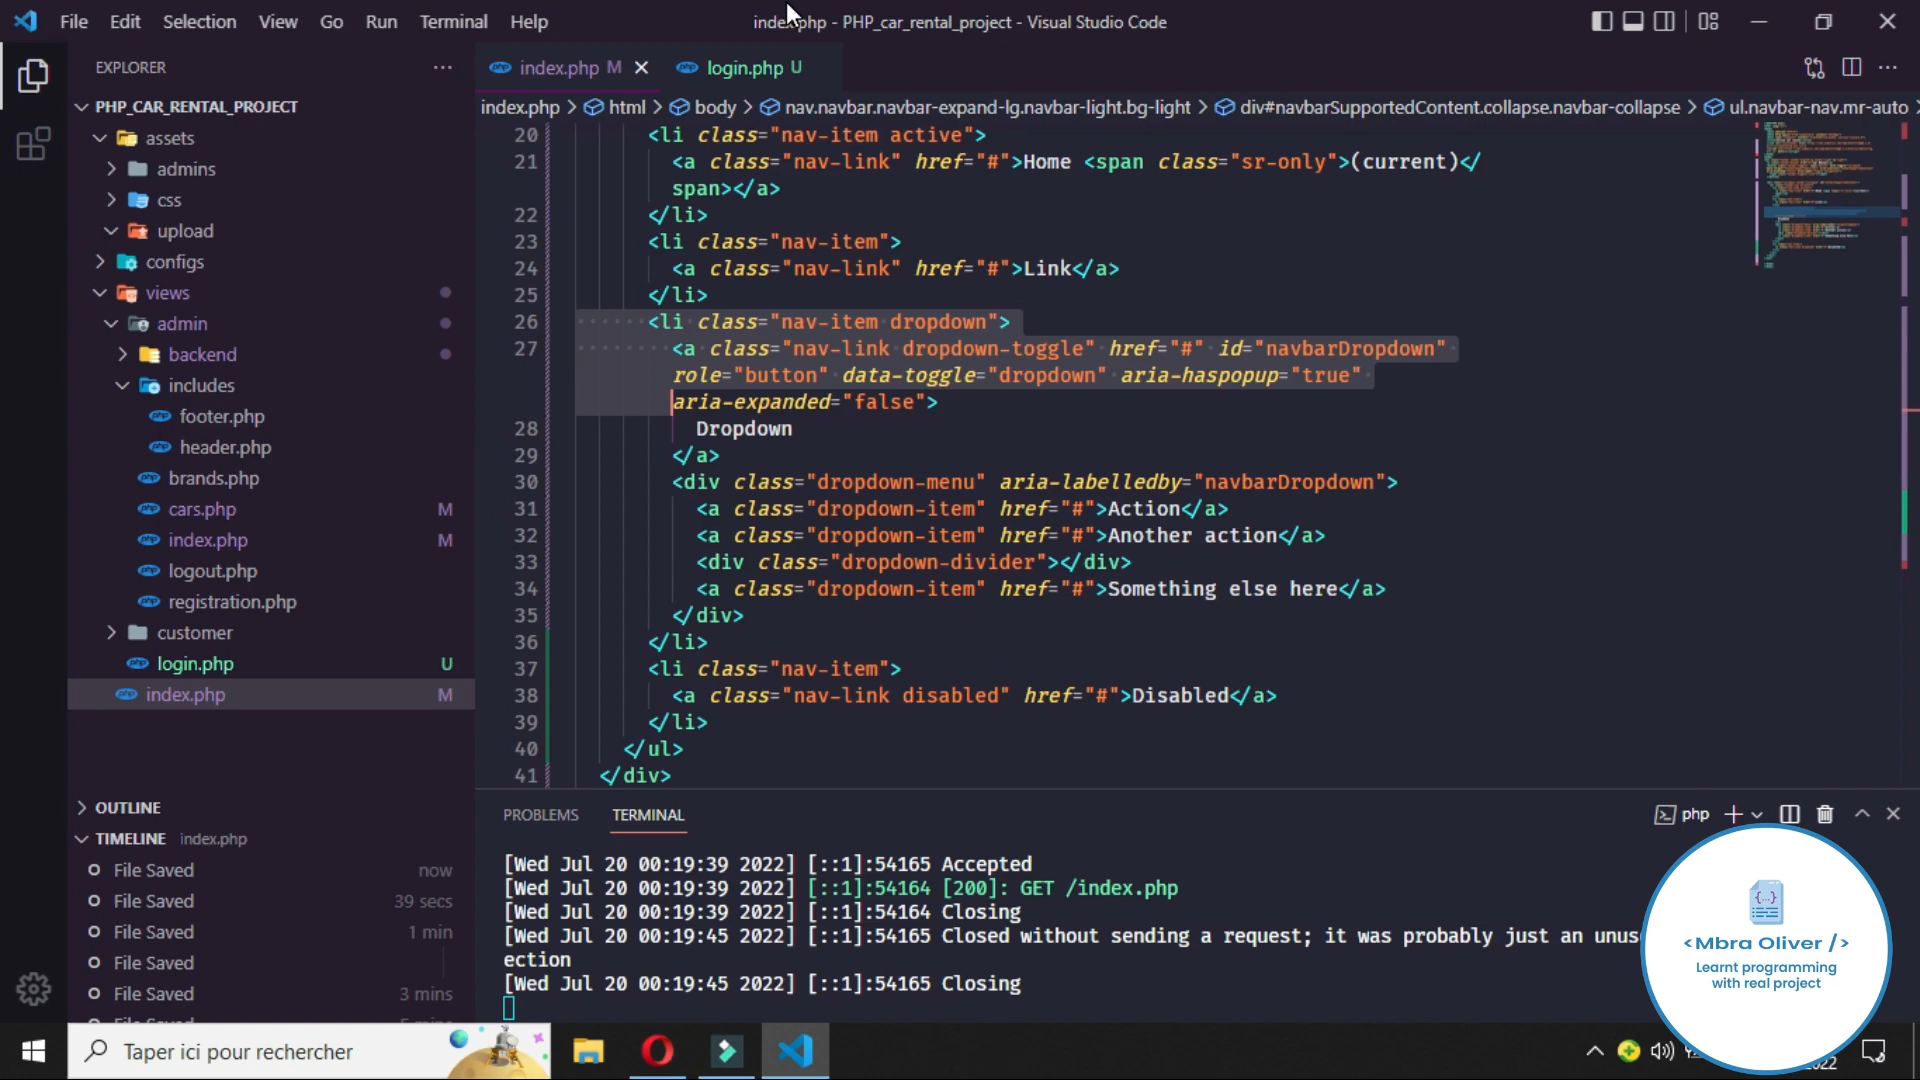 File Edit Selection View Go Run Terminal Help
index.php - PHP_car_rental_project - Visual Studio Code
EXPLORER
PHP_CAR_RENTAL_PROJECT
assets
admins
css
upload
configs
views
admin
backend
includes
footer.php
header.php
brands.php
cars.php M
index.php M
logout.php
registration.php
customer
login.php U
index.php M
OUTLINE
TIMELINE index.php
File Saved now
File Saved 39 secs
File Saved 1 min
File Saved
File Saved 3 mins
index.php M
login.php U
index.php > html > body > nav.navbar.navbar-expand-lg.navbar-light.bg-light > div#navbarSupportedContent.collapse.navbar-collapse > ul.navbar-nav.mr-auto >
20 <li class="nav-item active">
21 <a class="nav-link" href="#">Home <span class="sr-only">(current)</
span></a>
22 </li>
23 <li class="nav-item">
24 <a class="nav-link" href="#">Link</a>
25 </li>
26 <li class="nav-item dropdown">
27 <a class="nav-link dropdown-toggle" href="#" id="navbarDropdown"
role="button" data-toggle="dropdown" aria-haspopup="true"
aria-expanded="false">
28 Dropdown
29 </a>
30 <div class="dropdown-menu" aria-labelledby="navbarDropdown">
31 <a class="dropdown-item" href="#">Action</a>
32 <a class="dropdown-item" href="#">Another action</a>
33 <div class="dropdown-divider"></div>
34 <a class="dropdown-item" href="#">Something else here</a>
35 </div>
36 </li>
37 <li class="nav-item">
38 <a class="nav-link disabled" href="#">Disabled</a>
39 </li>
40 </ul>
41 </div>
PROBLEMS TERMINAL
php
[Wed Jul 20 00:19:39 2022] [::1]:54165 Accepted
[Wed Jul 20 00:19:39 2022] [::1]:54164 [200]: GET /index.php
[Wed Jul 20 00:19:39 2022] [::1]:54164 Closing
[Wed Jul 20 00:19:45 2022] [::1]:54165 Closed without sending a request; it was probably just an unus
ection
[Wed Jul 20 00:19:45 2022] [::1]:54165 Closing
{...}
<Mbra Oliver />
Learnt programming
with real project
Taper ici pour rechercher